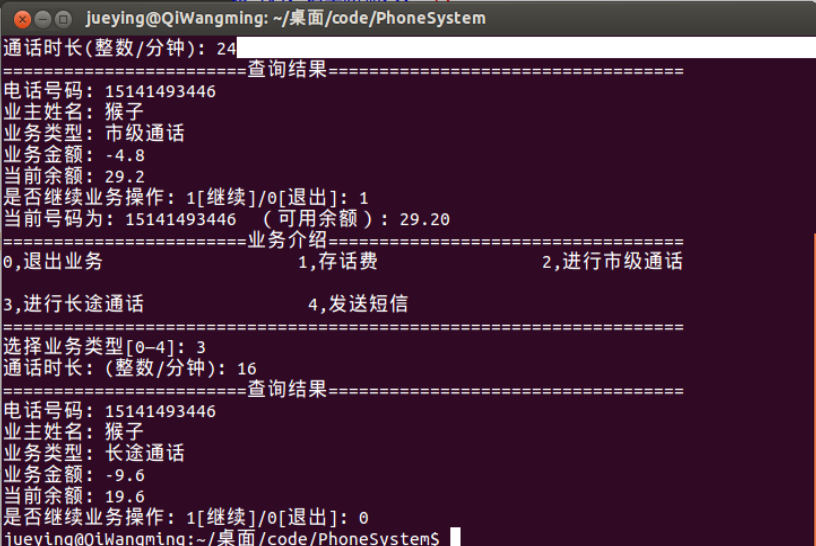 jueying@QiWangming: ~/桌面/code/PhoneSystem
通话时长(整数/分钟): 24
========================查询结果===================================
电话号码: 15141493446
业主姓名: 猴子
业务类型: 市级通话
业务金额: -4.8
当前余额: 29.2
是否继续业务操作: 1[继续]/0[退出]: 1
当前号码为: 15141493446 (可用余额): 29.20
========================业务介绍===================================
0,退出业务 1,存话费 2,进行市级通话
3,进行长途通话 4,发送短信
===================================================================
选择业务类型[0—4]: 3
通话时长: (整数/分钟): 16
========================查询结果===================================
电话号码: 15141493446
业主姓名: 猴子
业务类型: 长途通话
业务金额: -9.6
当前余额: 19.6
是否继续业务操作: 1[继续]/0[退出]: 0
jueying@QiWangming:~/桌面/code/PhoneSystem$